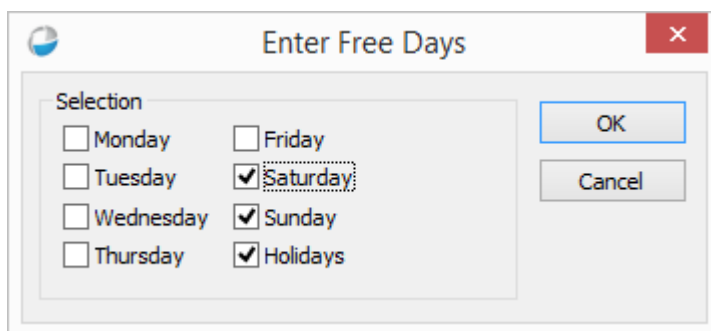 Enter Free Days
Selection
Monday
Friday
OK
Tuesday
Saturday
Cancel
Wednesday
Sunday
Thursday
Holidays